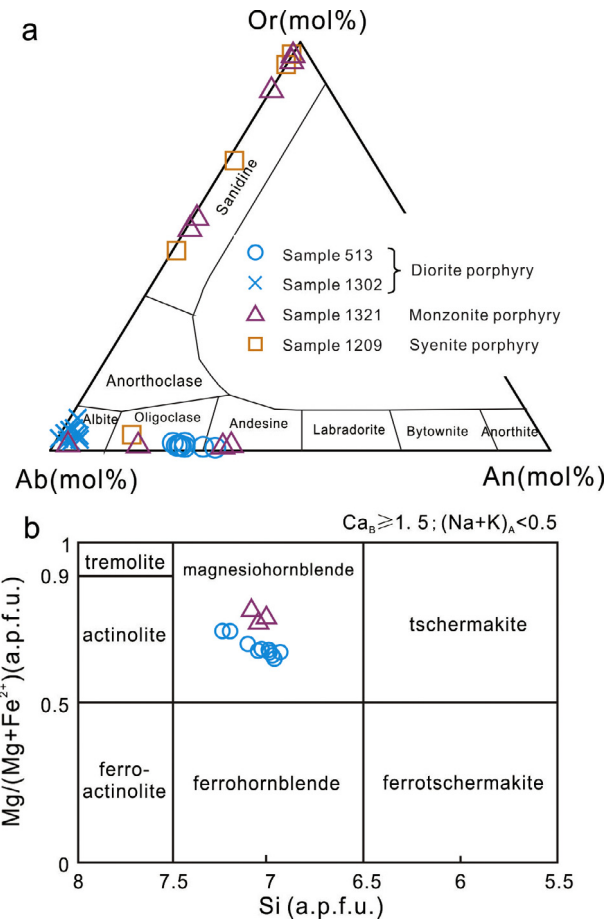 a
Or(mol%)
Sanidine
Sample 513
Sample 1302
Diorite porphyry
Sample 1321 Monzonite porphyry
Sample 1209 Syenite porphyry
Anorthoclase
Albite Oligoclase Andesine Labradorite Bytownite Anorthite
Ab(mol%) An(mol%)
b
Ca_B⩾1. 5; (Na+K)_A<0.5
Mg/(Mg+Fe²⁺)(a.p.f.u.)
1
tremolite
magnesiohornblende
0.9
actinolite
tschermakite
0.5
ferro-
actinolite
ferrohornblende
ferrotschermakite
0
8 7.5 7 6.5 6 5.5
Si (a.p.f.u.)